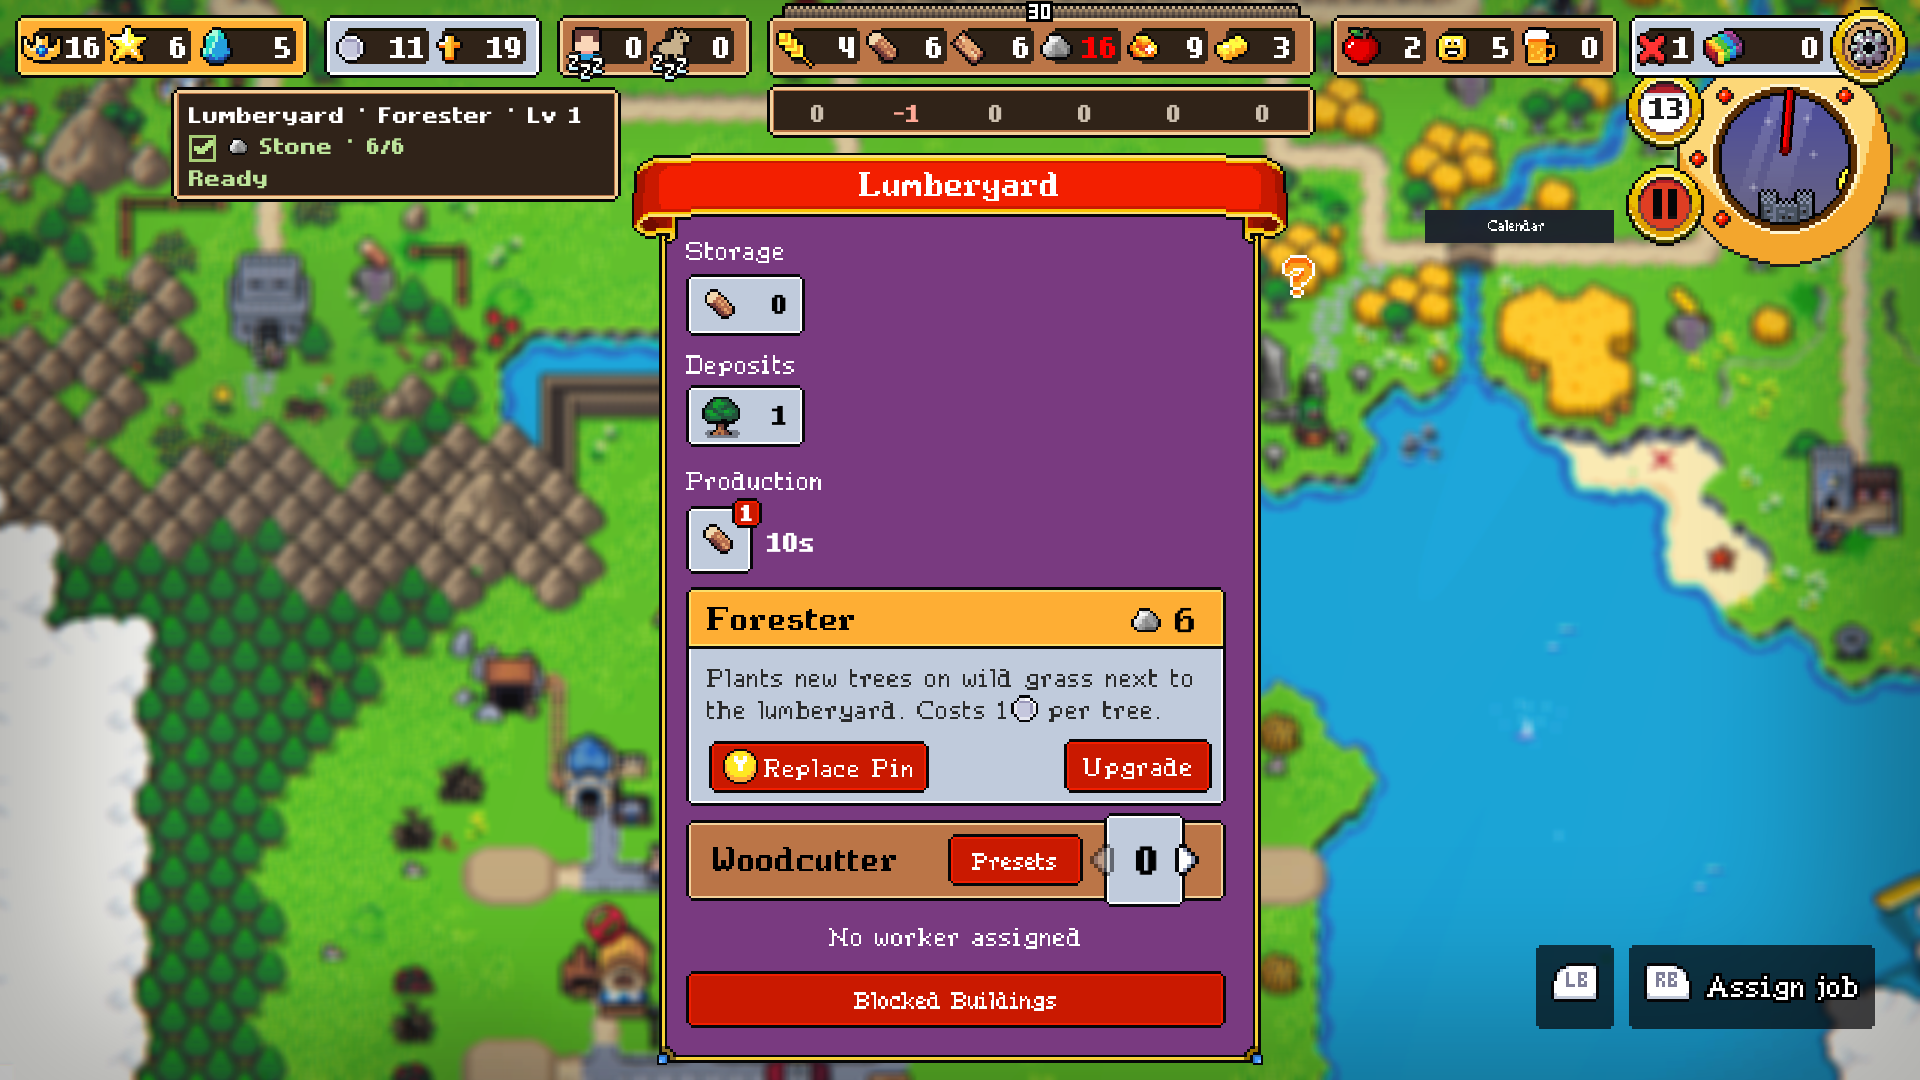 30
16 6 5 11 19 0 0 4 6 6 16 9 3 2 5 0 1 0
zzz zzz
0 -1 0 0 0 0
13
Lumberyard · Forester · Lv 1
Stone · 6/6
Ready
Lumberyard
Calendar
Storage
0
Deposits
1
Production
1
10s
Forester 6
Plants new trees on wild grass next to
the lumberyard. Costs 1 per tree.
Y Replace Pin Upgrade
Woodcutter Presets 0
No worker assigned
Blocked Buildings
LB RB Assign job